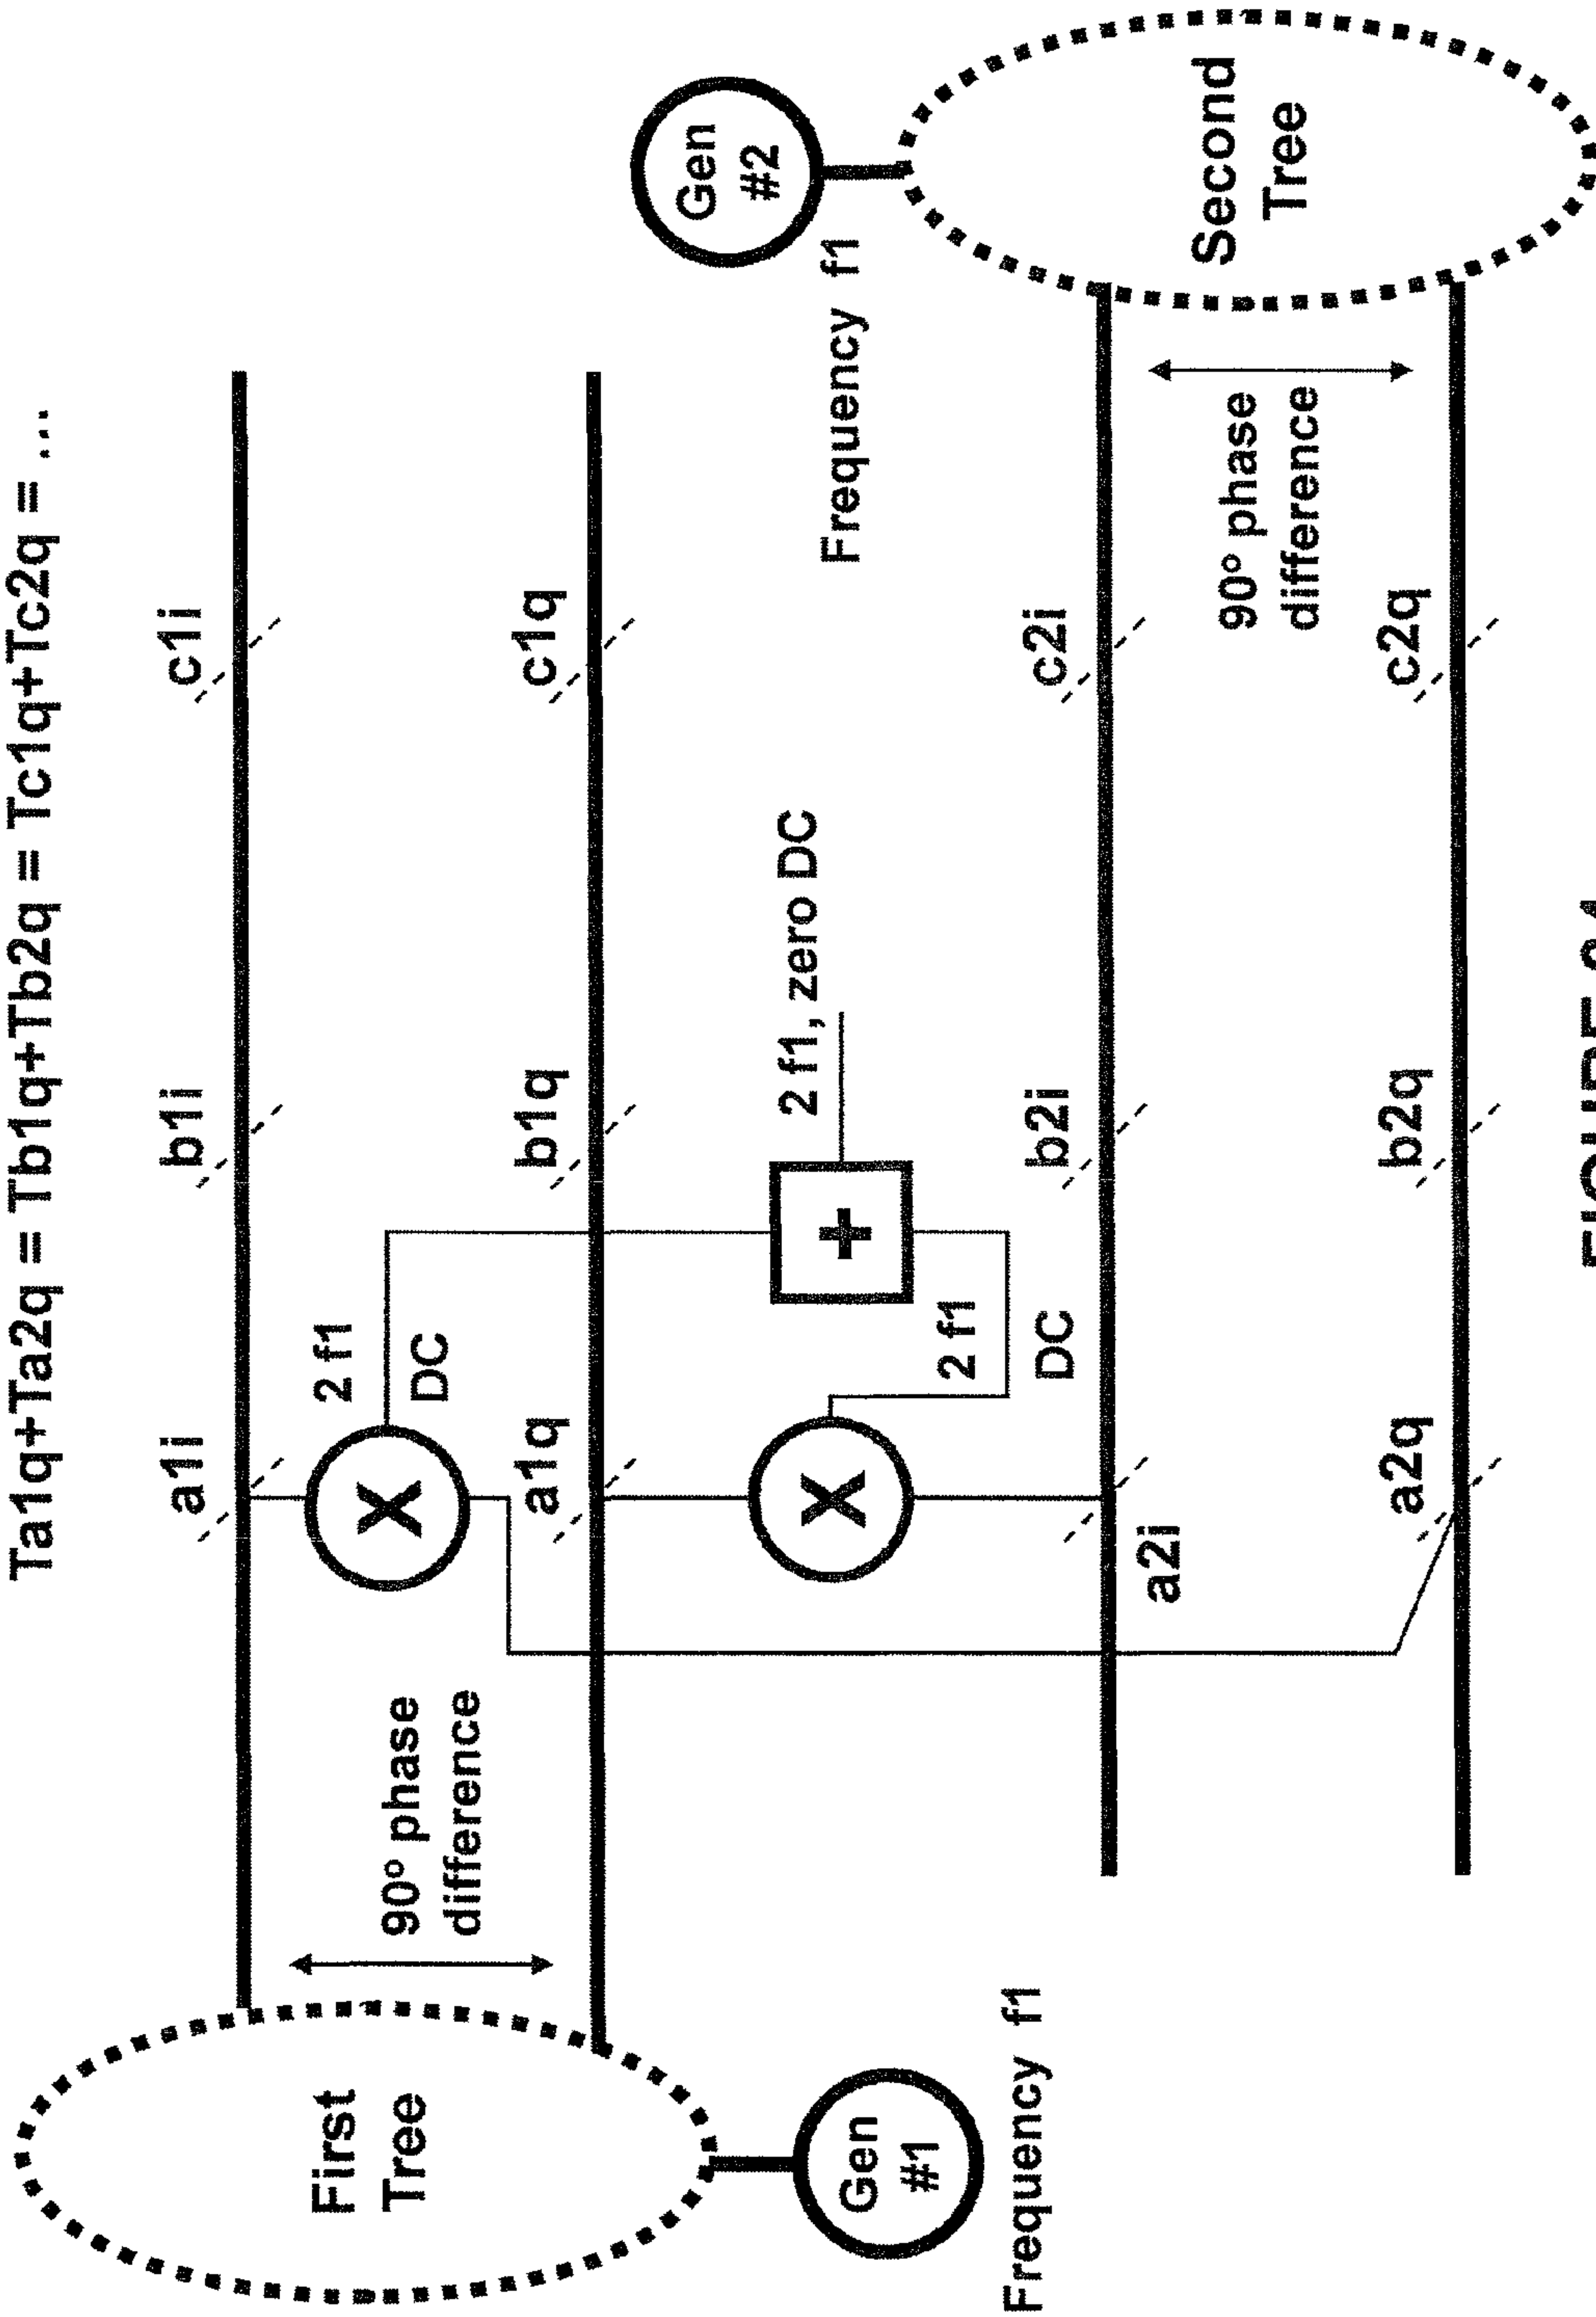 Ta1q+Ta2q = Tb1q+Tb2q = Tc1q+Tc2q = ...
a1i
b1i
c1i
First
Tree
90º phase
difference
X
2 f1
DC
a1q
b1q
c1q
Gen
#1
Frequency f1
X
2 f1
DC
+
2 f1, zero DC
Gen
#2
Frequency f1
a2i
b2i
c2i
90º phase
difference
Second
Tree
a2q
b2q
c2q